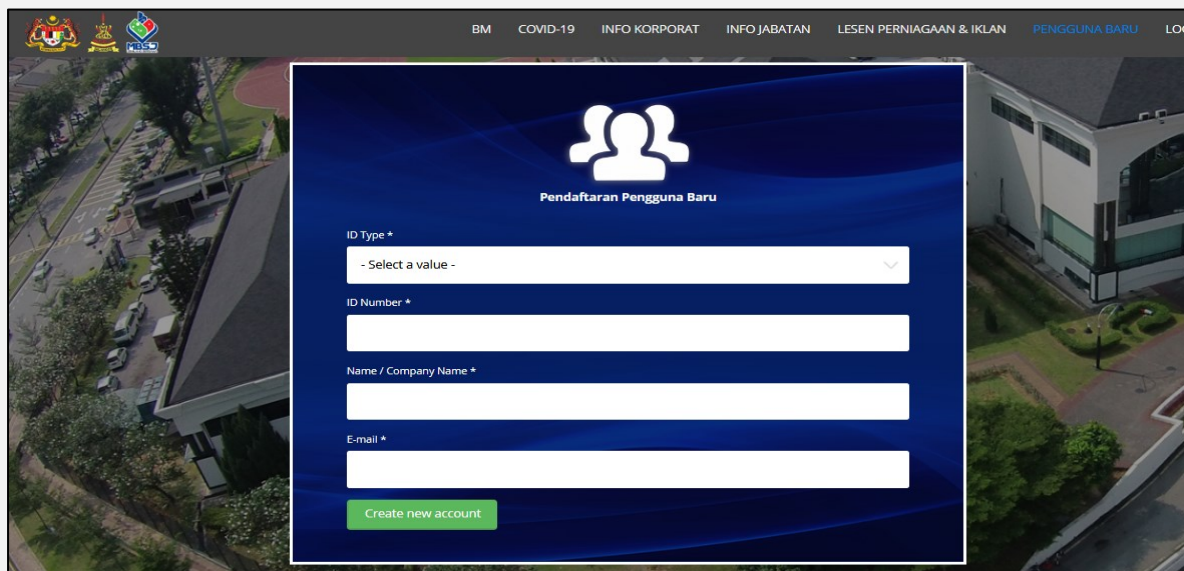 MBSJ
BM COVID-19 INFO KORPORAT INFO JABATAN LESEN PERNIAGAAN & IKLAN PENGGUNA BARU LOG
Pendaftaran Pengguna Baru
ID Type *
- Select a value -
ID Number *
Name / Company Name *
E-mail *
Create new account